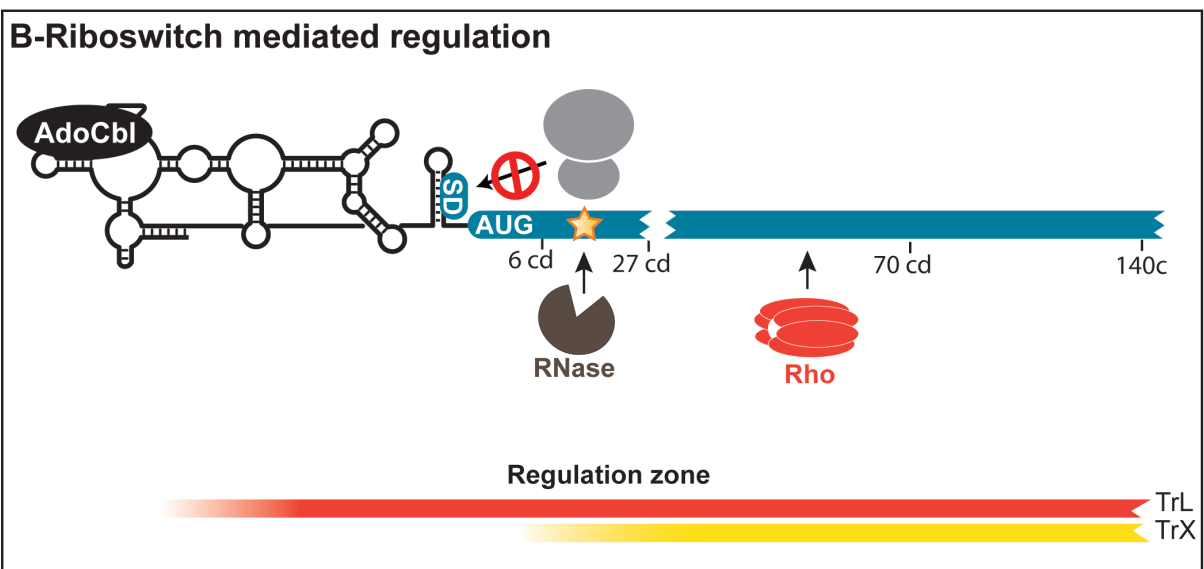 B-Riboswitch mediated regulation
AdoCbl
SD
AUG
6 cd
27 cd
70 cd
140c
RNase
Rho
Regulation zone
TrL
TrX